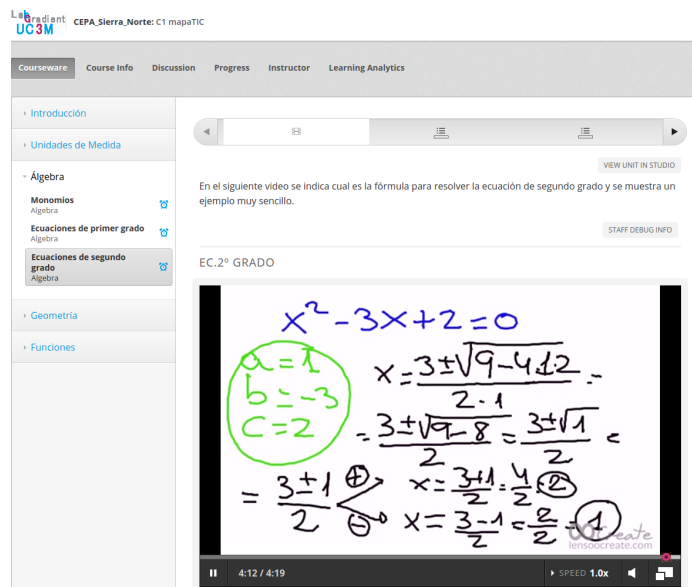 LabGradient
UC3M
CEPA_Sierra_Norte: C1 mapaTIC
Courseware Course Info Discussion Progress Instructor Learning Analytics
Introducción
Unidades de Medida
Álgebra
Monomios
Algebra
Ecuaciones de primer grado
Algebra
Ecuaciones de segundo
grado
Algebra
Geometría
Funciones
VIEW UNIT IN STUDIO
En el siguiente video se indica cual es la fórmula para resolver la ecuación de segundo grado y se muestra un
ejemplo muy sencillo.
STAFF DEBUG INFO
EC.2º GRADO
x² - 3x + 2 = 0
a = 1
b = -3
c = 2
x = (3 ± √(9 - 4·1·2)) / (2 · 1) =
= (3 ± √(9 - 8)) / 2 = (3 ± √1) / 2 =
= (3 ± 1) / 2
⊕ x = (3+1)/2 = 4/2 = 2
⊖ x = (3-1)/2 = 2/2 = 1
Create
lensoocreate.com
4:12 / 4:19
SPEED 1.0x